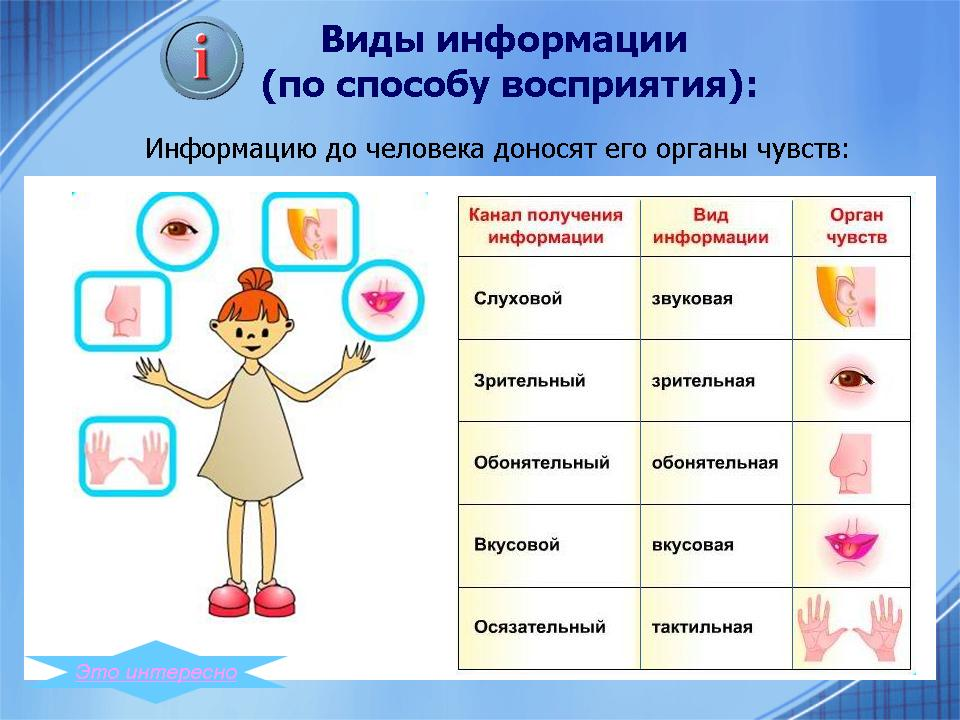 i
Виды информации
(по способу восприятия):
Информацию до человека доносят его органы чувств:
Канал получения информации Вид информации Орган чувств
Слуховой звуковая
Зрительный зрительная
Обонятельный обонятельная
Вкусовой вкусовая
Осязательный тактильная
Это интересно